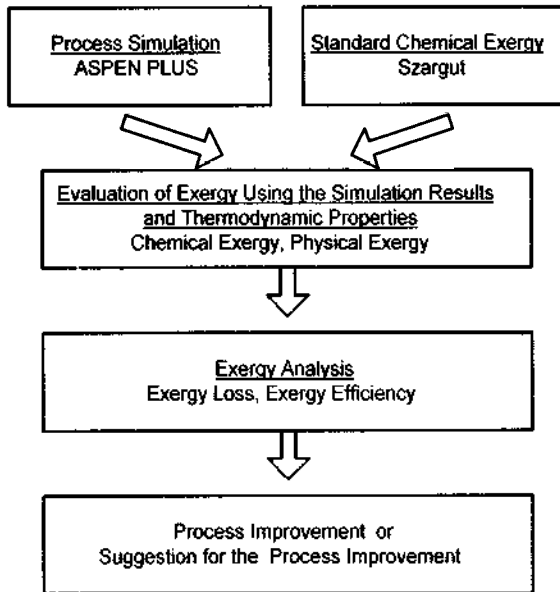 Process Simulation
ASPEN PLUS
Standard Chemical Exergy
Szargut
Evaluation of Exergy Using the Simulation Results
and Thermodynamic Properties
Chemical Exergy, Physical Exergy
Exergy Analysis
Exergy Loss, Exergy Efficiency
Process Improvement or
Suggestion for the Process Improvement